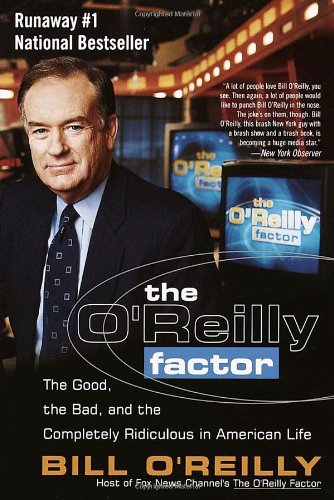 Runaway #1
National Bestseller
"A lot of people love Bill O'Reilly, you
see. Then again, a lot of people would
like to punch Bill O'Reilly in the nose.
The joke's on them, though. Bill
O'Reilly, this brash New York guy with
a brash show and a brash book, is
becoming a huge media star."
—New York Observer
the
O'Reilly
factor
the
O'Reilly
factor
the
O'Reilly
factor
The Good,
the Bad, and the
Completely Ridiculous in American Life
BILL O'REILLY
Host of Fox News Channel's The O'Reilly Factor